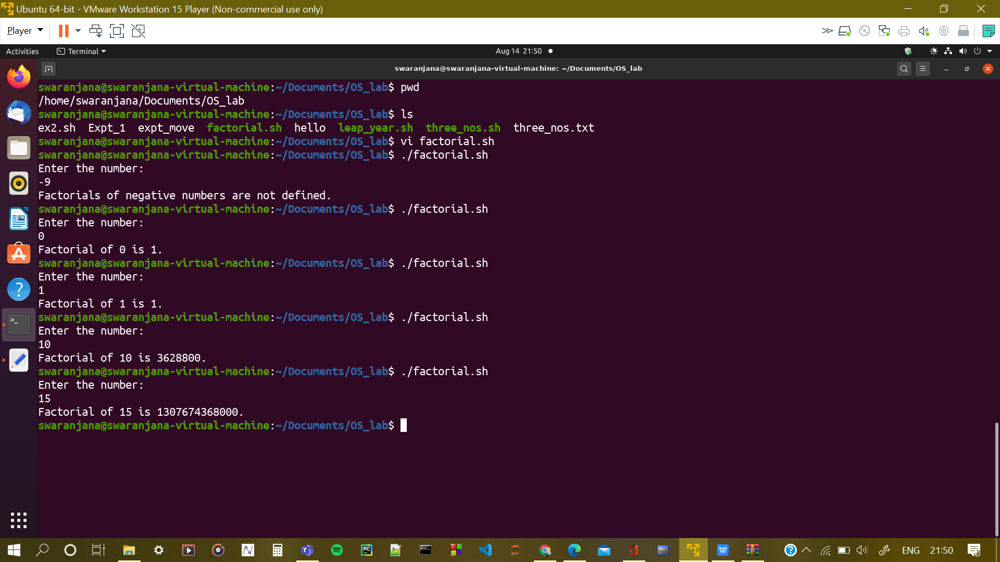 Ubuntu 64-bit - VMware Workstation 15 Player (Non-commercial use only)
Player
Activities Terminal Aug 14 21:50
swaranjana@swaranjana-virtual-machine: ~/Documents/OS_lab
swaranjana@swaranjana-virtual-machine:~/Documents/OS_lab$ pwd
/home/swaranjana/Documents/OS_lab
swaranjana@swaranjana-virtual-machine:~/Documents/OS_lab$ ls
ex2.sh Expt_1 expt_move factorial.sh hello leap_year.sh three_nos.sh three_nos.txt
swaranjana@swaranjana-virtual-machine:~/Documents/OS_lab$ vi factorial.sh
swaranjana@swaranjana-virtual-machine:~/Documents/OS_lab$ ./factorial.sh
Enter the number:
-9
Factorials of negative numbers are not defined.
swaranjana@swaranjana-virtual-machine:~/Documents/OS_lab$ ./factorial.sh
Enter the number:
0
Factorial of 0 is 1.
swaranjana@swaranjana-virtual-machine:~/Documents/OS_lab$ ./factorial.sh
Enter the number:
1
Factorial of 1 is 1.
swaranjana@swaranjana-virtual-machine:~/Documents/OS_lab$ ./factorial.sh
Enter the number:
10
Factorial of 10 is 3628800.
swaranjana@swaranjana-virtual-machine:~/Documents/OS_lab$ ./factorial.sh
Enter the number:
15
Factorial of 15 is 1307674368000.
swaranjana@swaranjana-virtual-machine:~/Documents/OS_lab$
ENG 21:50